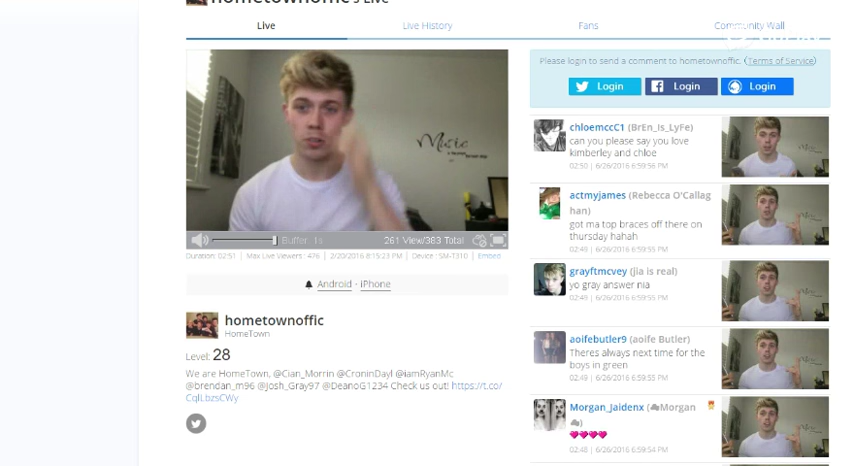 Live
Live History
Fans
Community Wall
Music
Buffer 1s
261 View/383 Total
Duration: 02:51 | Max Live Viewers: 476 | 2/20/2016 8:15:23 PM | Device: SM-T310 | Embed
Android - iPhone
hometownoffic
HomeTown
Level: 28
We are HomeTown, @Cian_Morrin @CroninDayl @iamRyanMc
@brendan_m96 @Josh_Gray97 @DeanoG1234 Check us out! https://t.co/
CqlLbzsCWy
Please login to send a comment to hometownoffic. (Terms of Service)
Login
Login
Login
chloemccC1 (BrEn_Is_LyFe)
can you please say you love
kimberley and chloe
02:50 | 6/26/2016 6:59:56 PM
actmyjames (Rebecca O'Callag
han)
got ma top braces off there on
thursday hahah
02:49 | 6/26/2016 6:59:55 PM
grayftmcvey (jia is real)
yo gray answer nia
02:49 | 6/26/2016 6:59:55 PM
aoifebutler9 (aoife Butler)
Theres always next time for the
boys in green
02:49 | 6/26/2016 6:59:55 PM
Morgan_Jaidenx (☁Morgan
☁)
💗💗💗💗
02:48 | 6/26/2016 6:59:54 PM